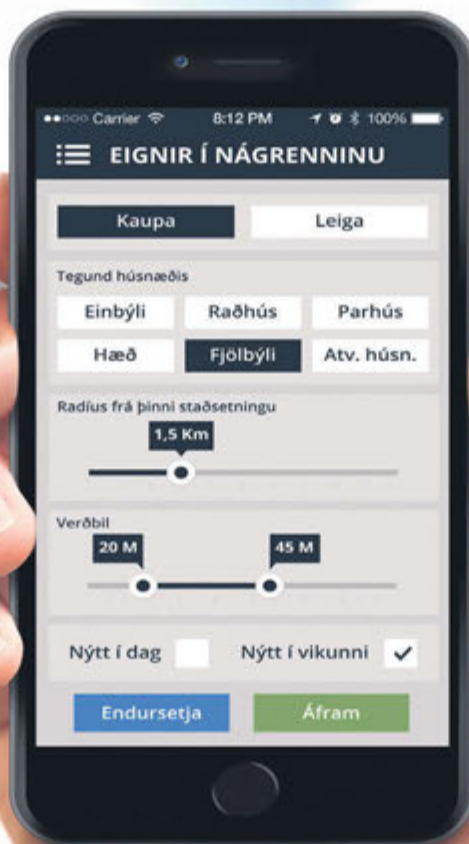 Carrier 8:12 PM 100%
EIGNIR Í NÁGRENNINU
Kaupa Leiga
Tegund húsnæðis
Einbýli Raðhús Parhús
Hæð Fjölbýli Atv. húsn.
Radíus frá þinni staðsetningu
1,5 Km
Verðbil
20 M 45 M
Nýtt í dag Nýtt í vikunni
Endursetja Áfram